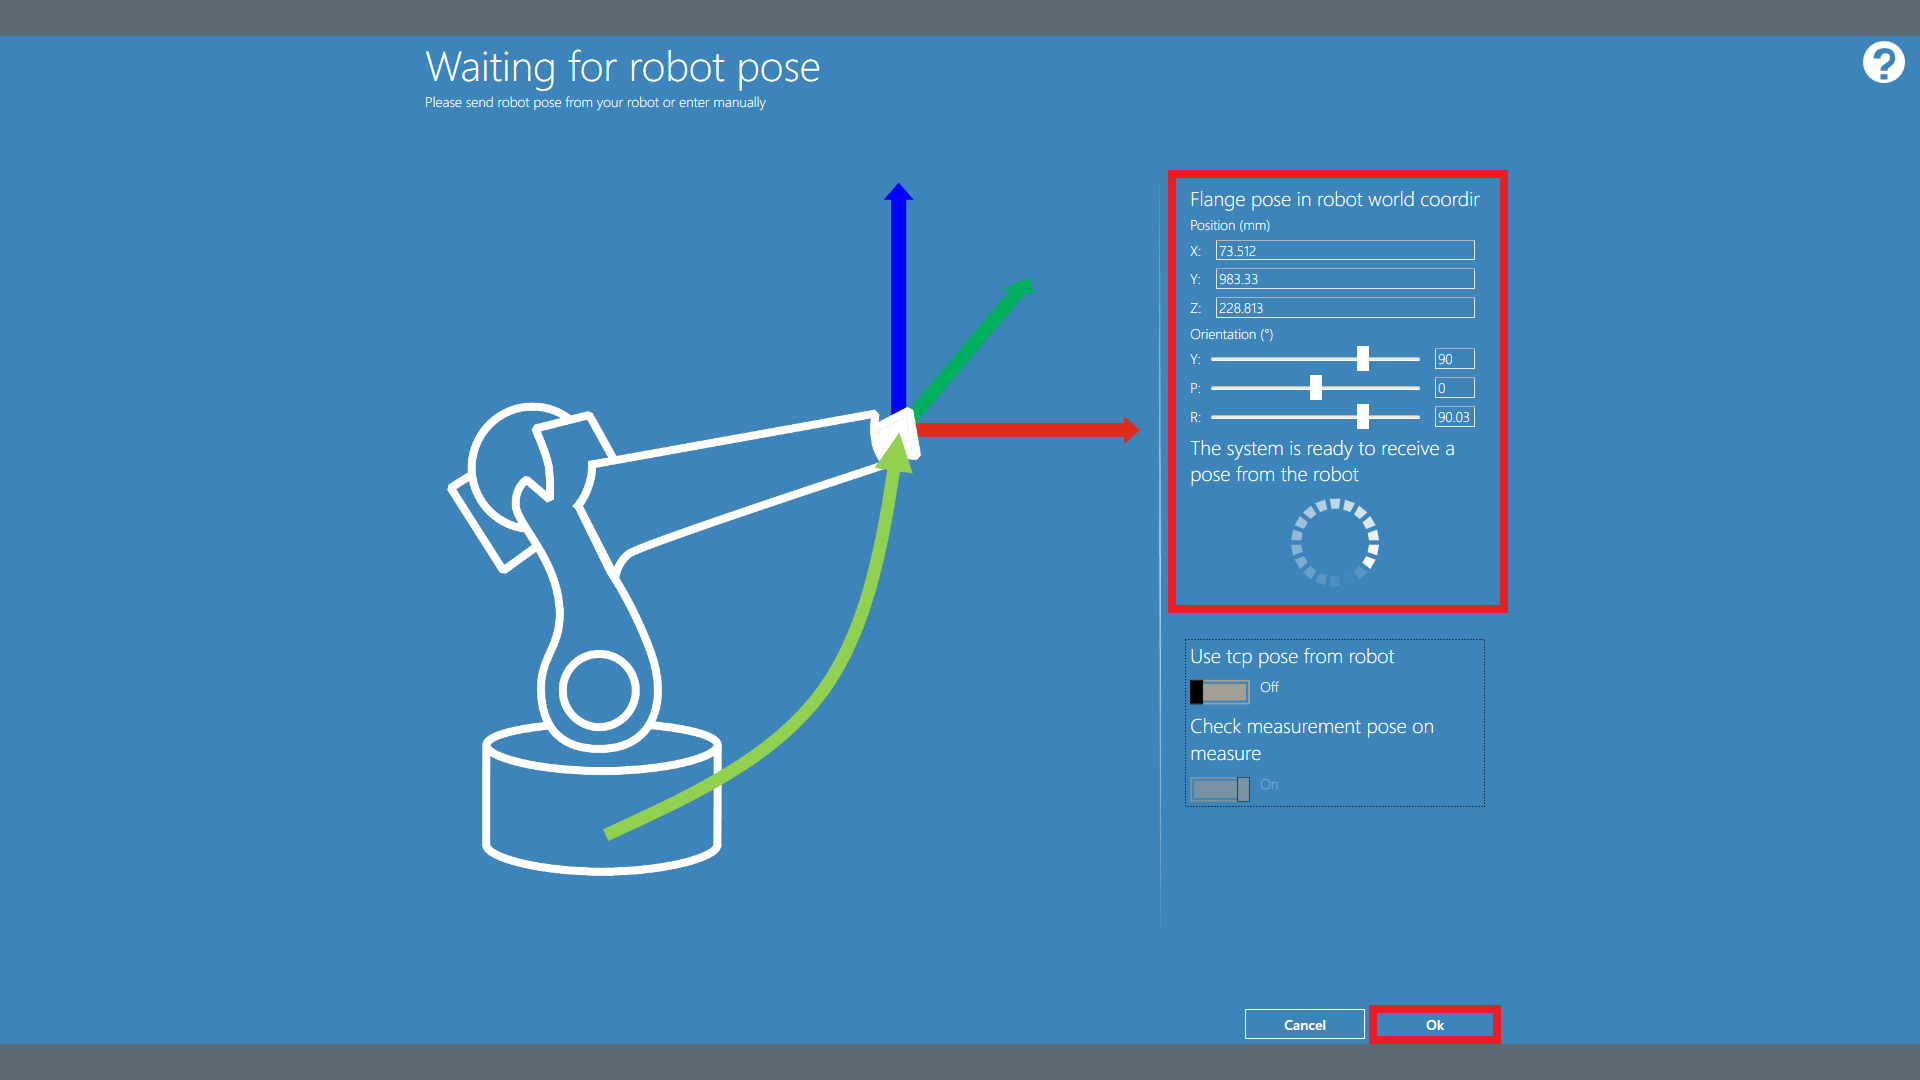 Waiting for robot pose
Please send robot pose from your robot or enter manually
?
Flange pose in robot world coordir
Position (mm)
X: 73.512
Y: 983.33
Z: 228.813
Orientation (°)
Y: 90
P: 0
R: 90.03
The system is ready to receive a
pose from the robot
Use tcp pose from robot
Off
Check measurement pose on
measure
On
Cancel Ok